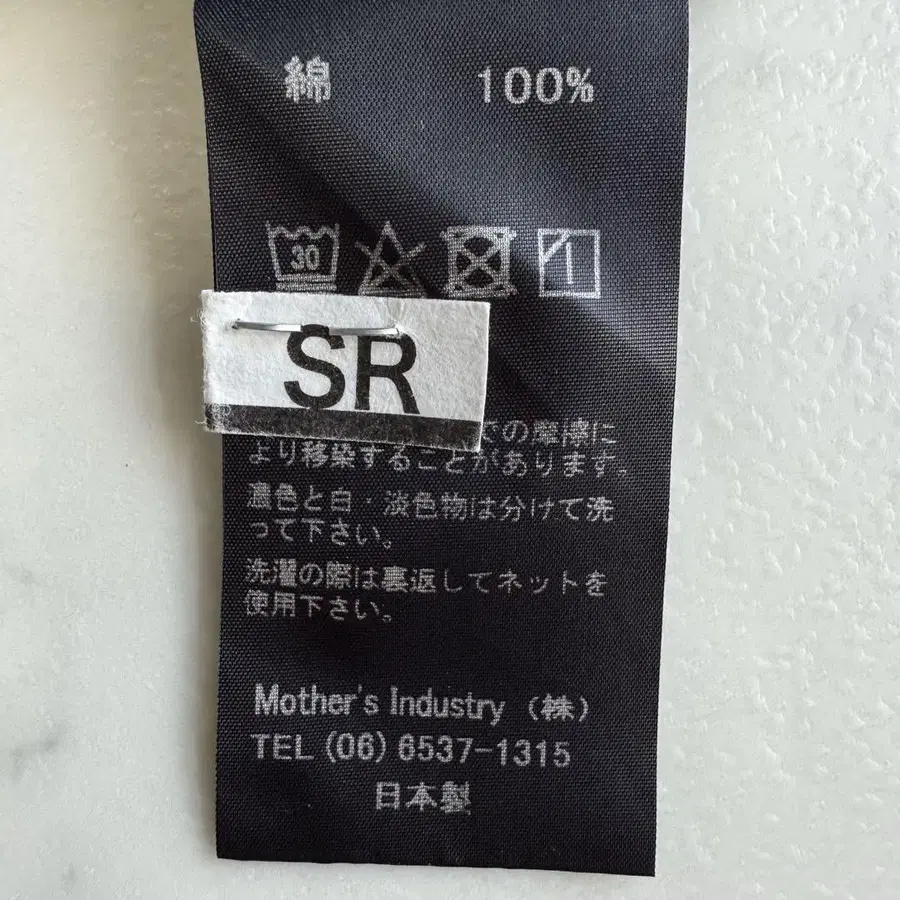 綿 100%
30
SR
での摩擦に
より移染することがあります。
濃色と白・淡色物は分けて洗
って下さい。
洗濯の際は裏返してネットを
使用下さい。
Mother's Industry (株)
TEL (06) 6537-1315
日本製